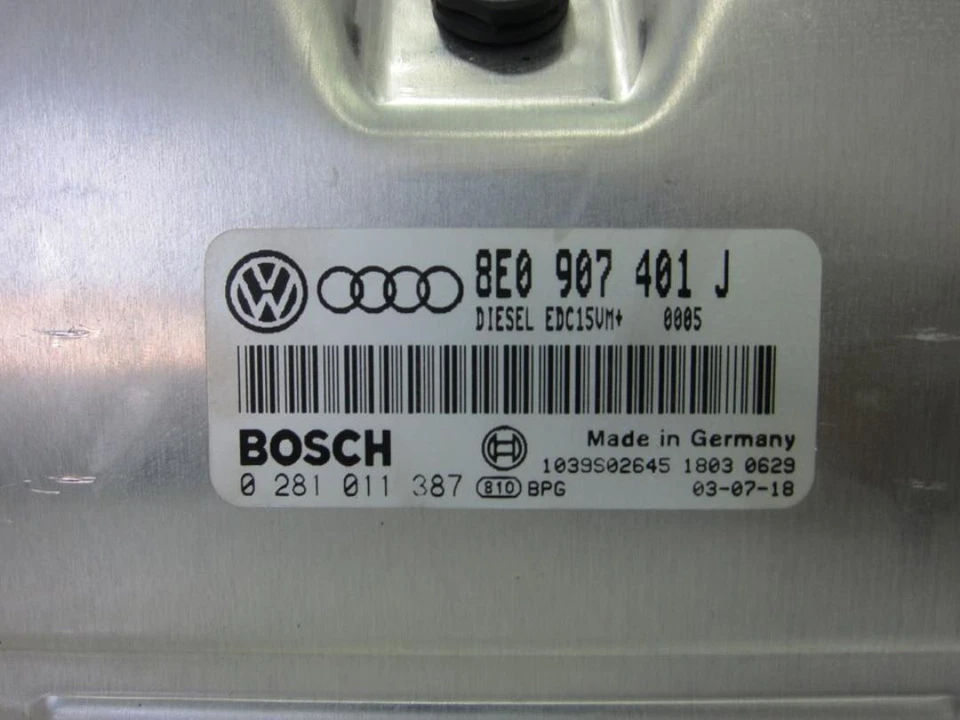 8E0 907 401 J
DIESEL EDC15VM+ 0005
BOSCH
Made in Germany
1039S02645 1803 0629
0 281 011 387 810 BPG 03-07-18